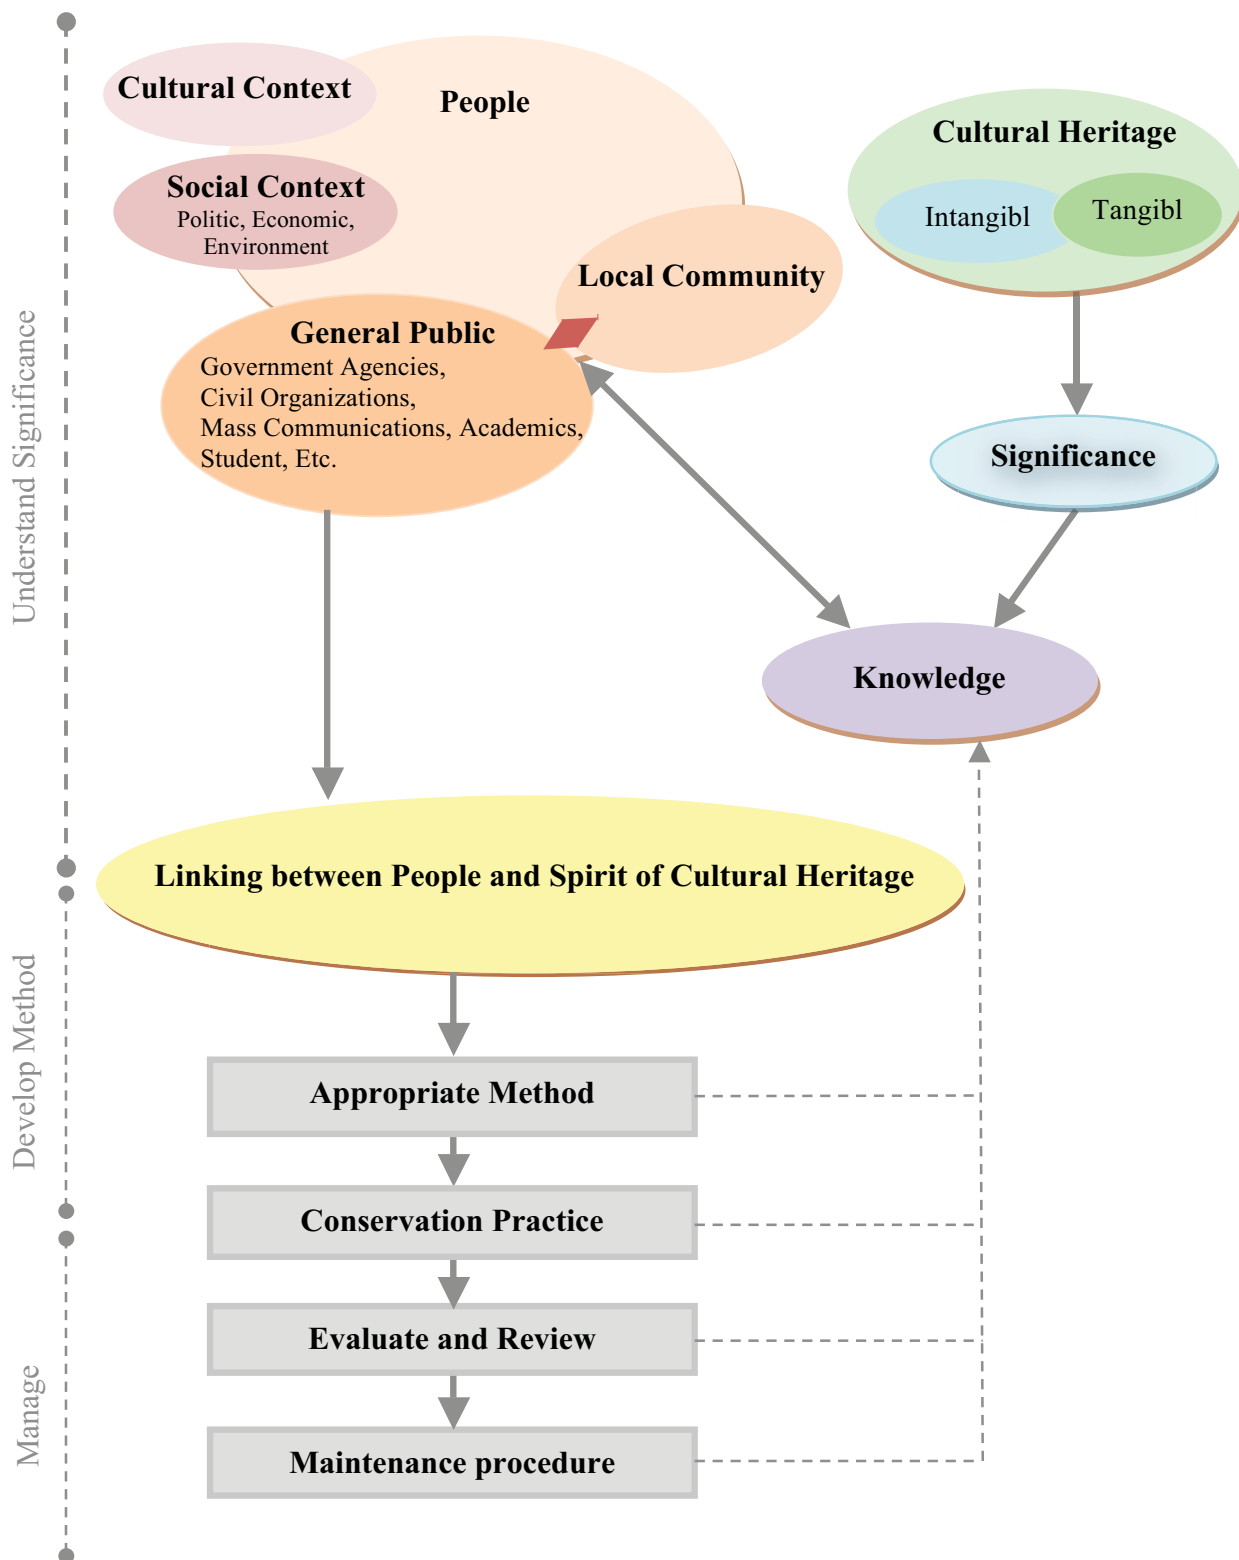 Cultural Context
People
Cultural Heritage
Intangibl
Tangibl
Social Context
Politic, Economic,
Environment
Local Community
General Public
Government Agencies,
Civil Organizations,
Mass Communications, Academics,
Student, Etc.
Significance
Knowledge
Understand Significance
Linking between People and Spirit of Cultural Heritage
Develop Method
Appropriate Method
Conservation Practice
Evaluate and Review
Manage
Maintenance procedure